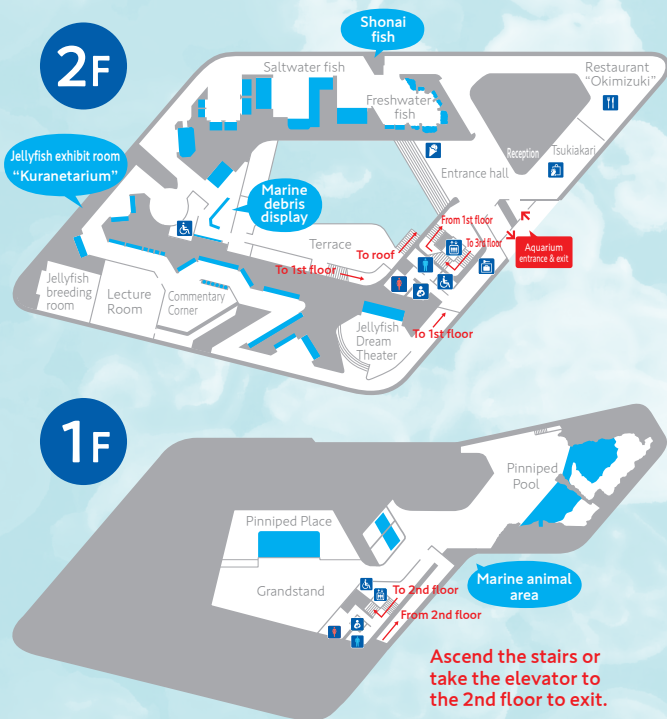 2F
Shonai
fish
Saltwater fish
Restaurant
"Okimizuki"
Freshwater
fish
Jellyfish exhibit room
"Kuranetarium"
Reception
Tsukiakari
Entrance hall
Marine
debris
display
From 1st floor
To 3rd floor
Terrace
To roof
Aquarium
entrance & exit
To 1st floor
Jellyfish
breeding
room
Lecture
Room
Commentary
Corner
Jellyfish
Dream
Theater
To 1st floor
1F
Pinniped
Pool
Pinniped Place
Grandstand
Marine animal
area
To 2nd floor
From 2nd floor
Ascend the stairs or
take the elevator to
the 2nd floor to exit.